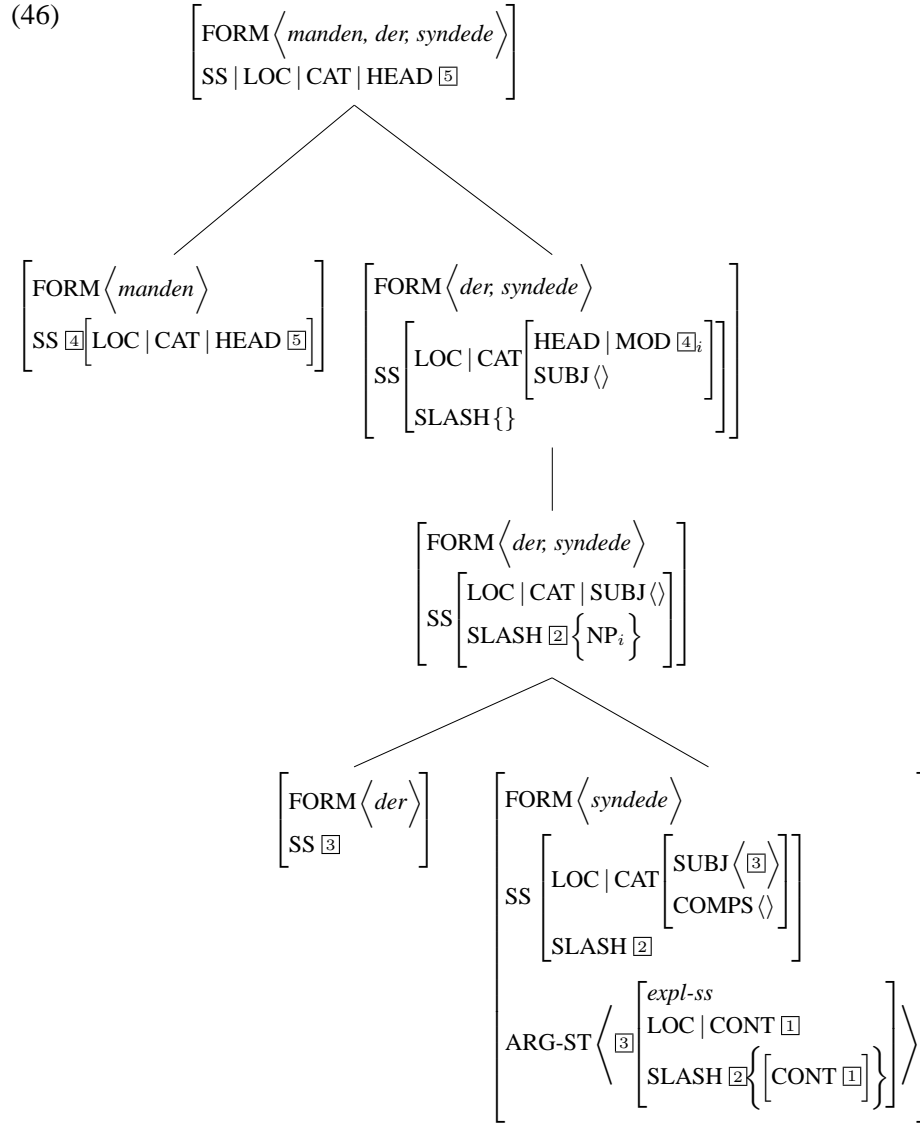 (46)
FORM ⟨manden, der, syndede⟩
SS | LOC | CAT | HEAD 5
FORM ⟨manden⟩
SS 4 [LOC | CAT | HEAD 5]
FORM ⟨der, syndede⟩
SS [LOC | CAT [HEAD | MOD 4 i
SUBJ ⟨⟩]
SLASH {}]
FORM ⟨der, syndede⟩
SS [LOC | CAT | SUBJ ⟨⟩
SLASH 2 {NP i}]
FORM ⟨der⟩
SS 3
FORM ⟨syndede⟩
SS [LOC | CAT [SUBJ ⟨3⟩
COMPS ⟨⟩]
SLASH 2]
ARG-ST ⟨3 [expl-ss
LOC | CONT 1
SLASH 2 {[CONT 1]}]⟩